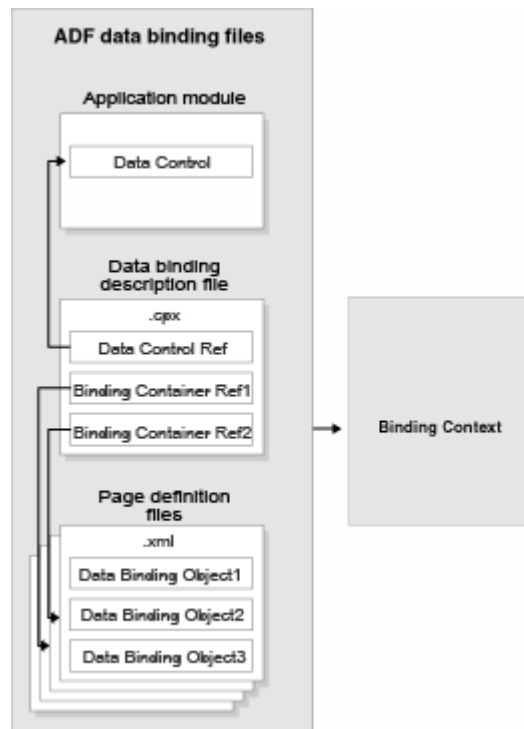 ADF data binding files
Application module
Data Control
Data binding
description file
.cpx
Data Control Ref
Binding Container Ref1
Binding Container Ref2
Binding Context
Page definition
files
.xml
Data Binding Object1
Data Binding Object2
Data Binding Object3